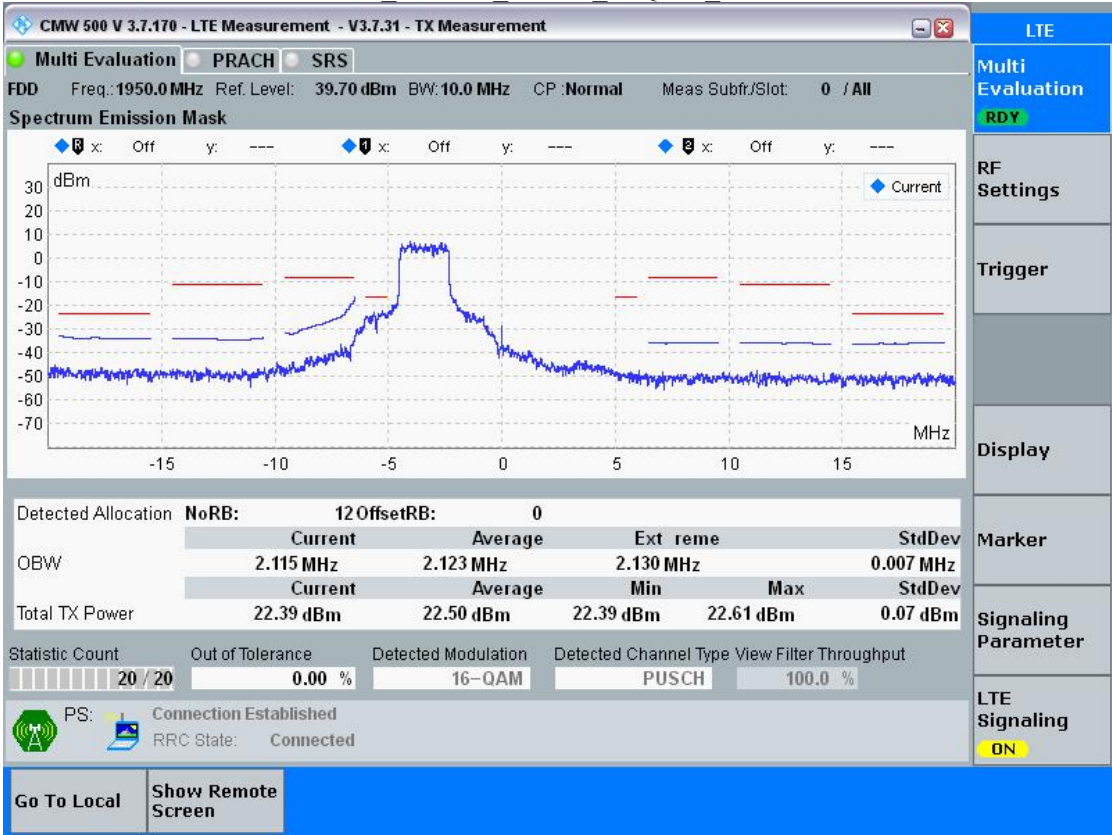 CMW 500 V 3.7.170 - LTE Measurement - V3.7.31 - TX Measurement
LTE
Multi Evaluation PRACH SRS
Multi Evaluation
RDY
FDD Freq.: 1950.0 MHz Ref. Level: 39.70 dBm BW: 10.0 MHz CP : Normal Meas Subfr./Slot: 0 / All
Spectrum Emission Mask
R x: Off y: --- 1 x: Off y: --- 2 x: Off y: ---
RF
Settings
dBm
Current
30
20
10
0
-10
-20
-30
-40
-50
-60
-70
MHz
-15 -10 -5 0 5 10 15
Trigger
Display
Detected Allocation NoRB: 12 OffsetRB: 0
Current Average Ext reme StdDev
OBW 2.115 MHz 2.123 MHz 2.130 MHz 0.007 MHz
Current Average Min Max StdDev
Total TX Power 22.39 dBm 22.50 dBm 22.39 dBm 22.61 dBm 0.07 dBm
Marker
Signaling
Parameter
Statistic Count Out of Tolerance Detected Modulation Detected Channel Type View Filter Throughput
20 / 20 0.00 % 16-QAM PUSCH 100.0 %
PS: Connection Established
RRC State: Connected
LTE
Signaling
ON
Go To Local
Show Remote
Screen